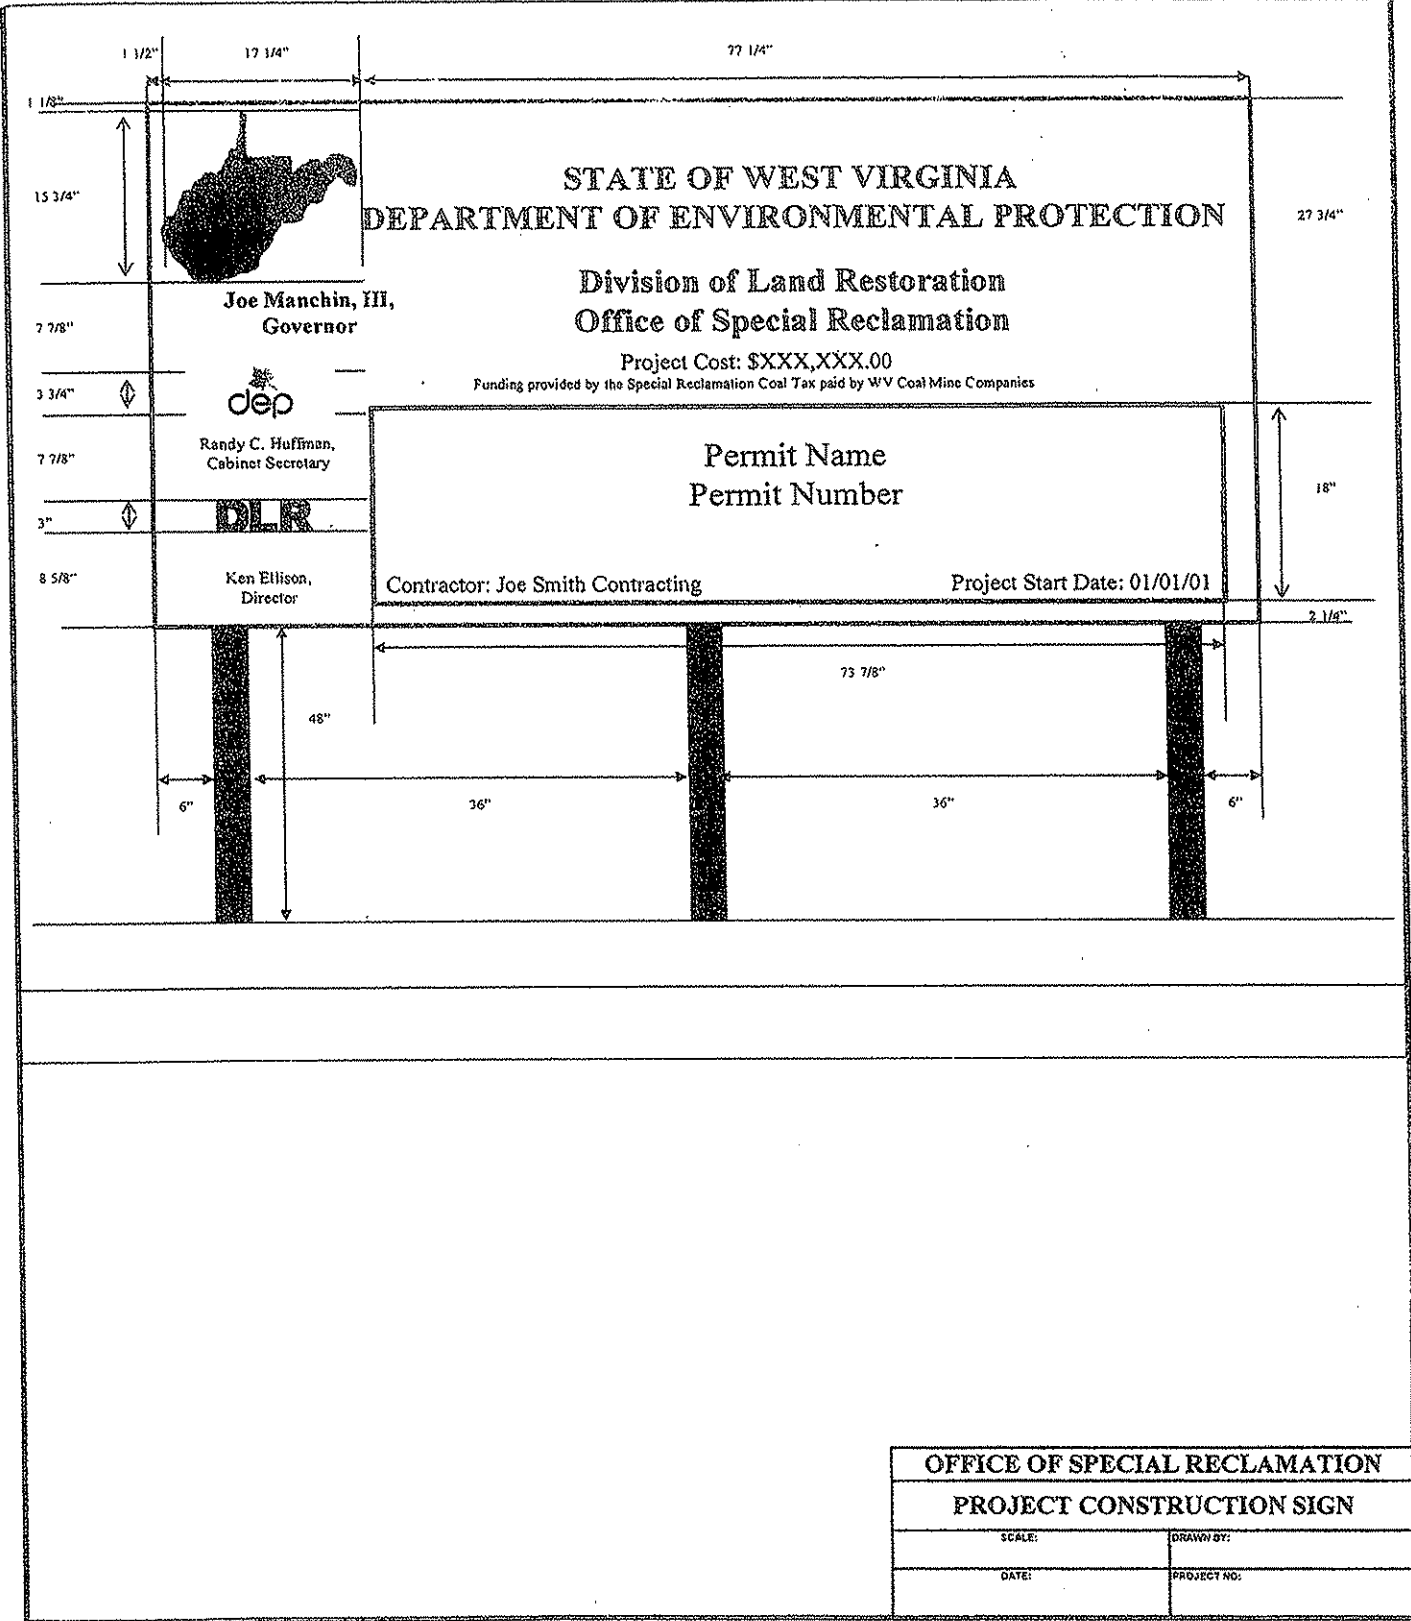 1 1/2"
17 1/4"
77 1/4"
1 1/8"
15 3/4"
STATE OF WEST VIRGINIA
DEPARTMENT OF ENVIRONMENTAL PROTECTION
27 3/4"
Division of Land Restoration
Office of Special Reclamation
Joe Manchin, III,
Governor
7 7/8"
Project Cost: $XXX,XXX.00
Funding provided by the Special Reclamation Coal Tax paid by WV Coal Mine Companies
3 3/4"
dep
Randy C. Huffman,
Cabinet Secretary
7 7/8"
Permit Name
Permit Number
18"
3"
DLR
8 5/8"
Ken Ellison,
Director
Contractor: Joe Smith Contracting
Project Start Date: 01/01/01
2 1/4"
73 7/8"
48"
6"
36"
36"
6"
OFFICE OF SPECIAL RECLAMATION
PROJECT CONSTRUCTION SIGN
SCALE:
DRAWN BY:
DATE:
PROJECT NO: